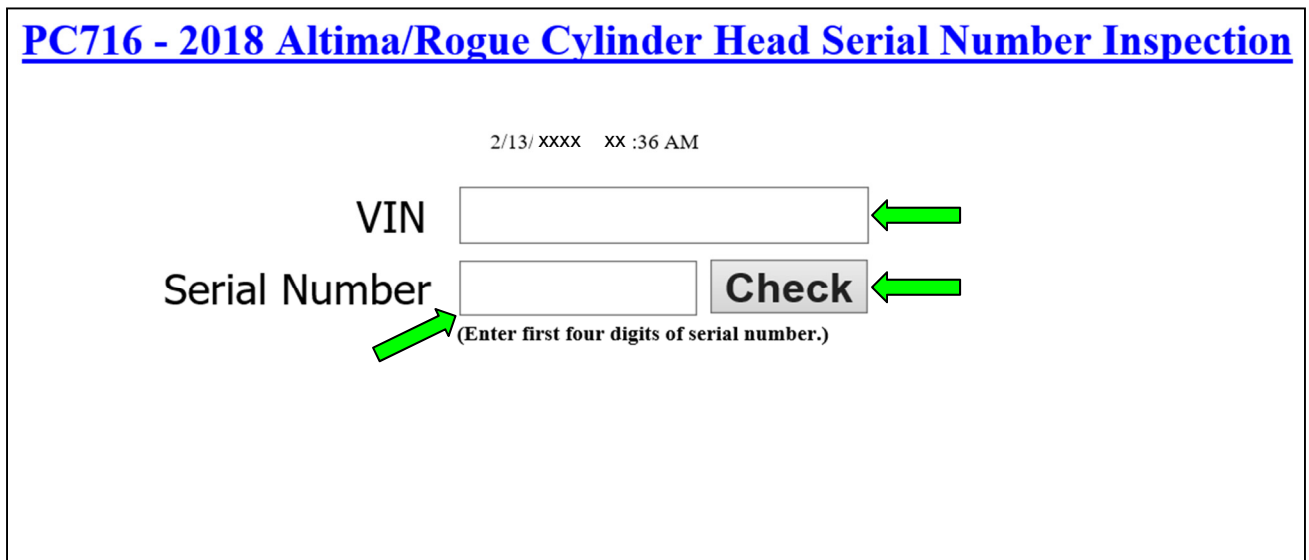 PC716 - 2018 Altima/Rogue Cylinder Head Serial Number Inspection
2/13/ xxxx xx :36 AM
VIN
Serial Number Check
(Enter first four digits of serial number.)